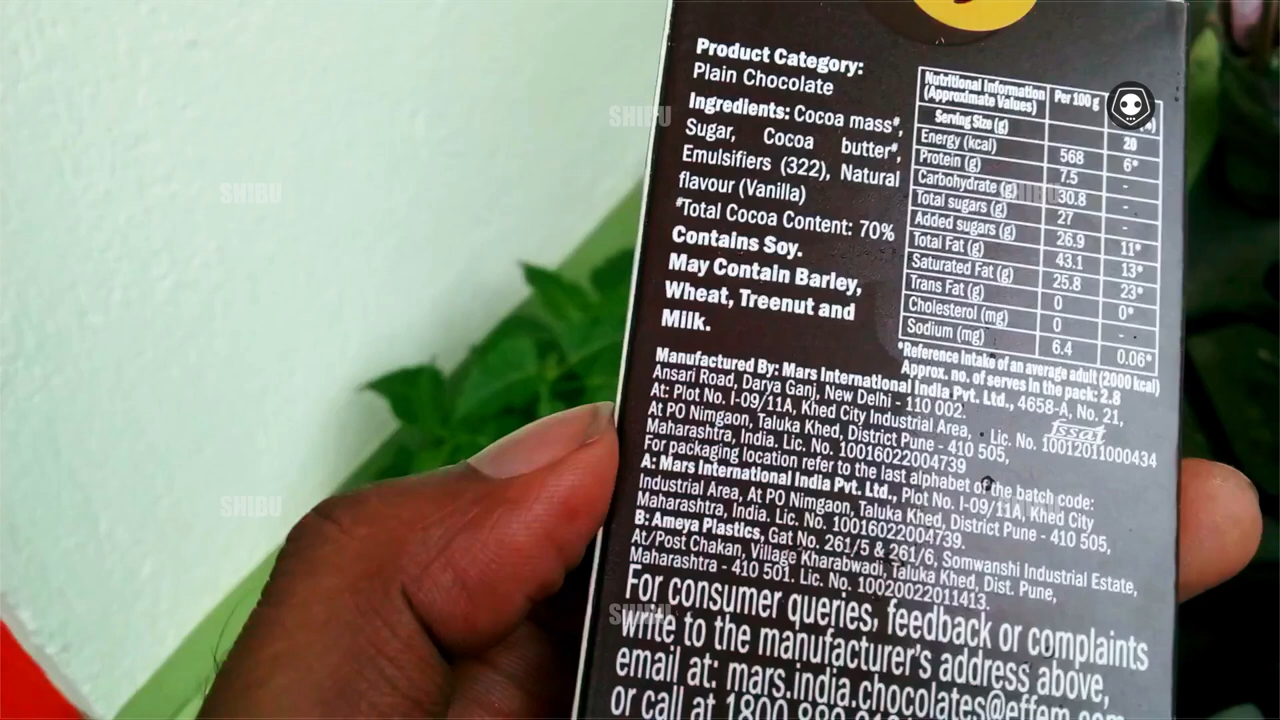 Product Category:
Plain Chocolate
Ingredients: Cocoa mass#,
Sugar, Cocoa butter#,
Emulsifiers (322), Natural
flavour (Vanilla)
#Total Cocoa Content: 70%
Contains Soy.
May Contain Barley,
Wheat, Treenut and
Milk.
Nutritional Information (Approximate Values) Per 100 g
Serving Size (g) 20
Energy (kcal) 568 6*
Protein (g) 7.5 -
Carbohydrate (g) 30.8 -
Total sugars (g) 27 -
Added sugars (g) 26.9 11*
Total Fat (g) 43.1 13*
Saturated Fat (g) 25.8 23*
Trans Fat (g) 0 0*
Cholesterol (mg) 0 -
Sodium (mg) 6.4 0.06*
*Reference Intake of an average adult (2000 kcal)
Approx. no. of serves in the pack: 2.8
Manufactured By: Mars International India Pvt. Ltd., 4658-A, No. 21,
Ansari Road, Darya Ganj, New Delhi - 110 002.
fssai
At: Plot No. I-09/11A, Khed City Industrial Area, Lic. No. 10012011000434
At PO Nimgaon, Taluka Khed, District Pune - 410 505,
Maharashtra, India. Lic. No. 10016022004739
For packaging location refer to the last alphabet of the batch code:
A: Mars International India Pvt. Ltd., Plot No. I-09/11A, Khed City
Industrial Area, At PO Nimgaon, Taluka Khed, District Pune - 410 505,
Maharashtra, India. Lic. No. 10016022004739.
B: Ameya Plastics, Gat No. 261/5 & 261/6, Somwanshi Industrial Estate,
At/Post Chakan, Village Kharabwadi, Taluka Khed, Dist. Pune,
Maharashtra - 410 501. Lic. No. 10020022011413.
For consumer queries, feedback or complaints
write to the manufacturer's address above,
email at: mars.india.chocolates@effem.com
or call at 1800
SHIBU
SHIBU
SHIBU
SHIBU
SHIBU